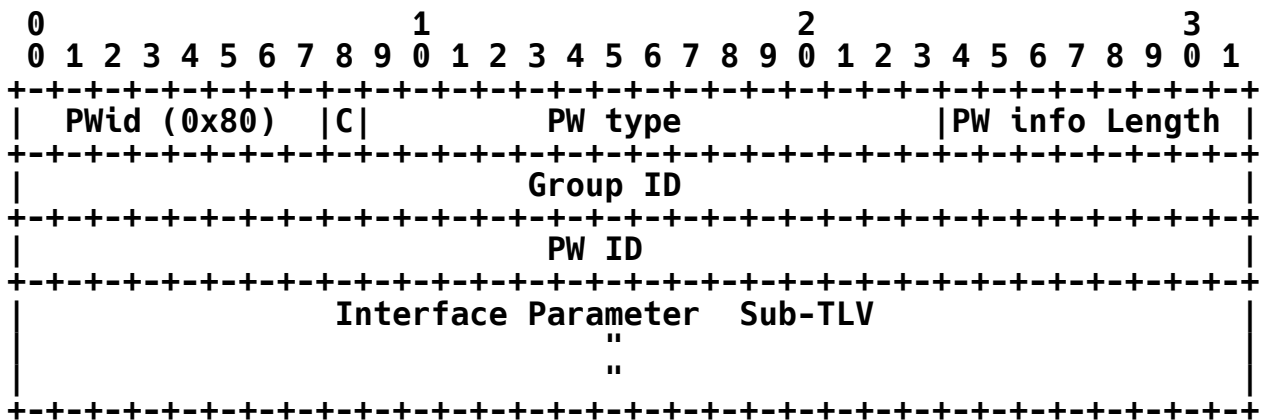 0                   1                   2                   3
 0 1 2 3 4 5 6 7 8 9 0 1 2 3 4 5 6 7 8 9 0 1 2 3 4 5 6 7 8 9 0 1
+-+-+-+-+-+-+-+-+-+-+-+-+-+-+-+-+-+-+-+-+-+-+-+-+-+-+-+-+-+-+-+-+
|  PWid (0x80)  |C|         PW type             |PW info Length |
+-+-+-+-+-+-+-+-+-+-+-+-+-+-+-+-+-+-+-+-+-+-+-+-+-+-+-+-+-+-+-+-+
|                          Group ID                             |
+-+-+-+-+-+-+-+-+-+-+-+-+-+-+-+-+-+-+-+-+-+-+-+-+-+-+-+-+-+-+-+-+
|                           PW ID                               |
+-+-+-+-+-+-+-+-+-+-+-+-+-+-+-+-+-+-+-+-+-+-+-+-+-+-+-+-+-+-+-+-+
|                Interface Parameter  Sub-TLV                   |
|                              "                                |
|                              "                                |
+-+-+-+-+-+-+-+-+-+-+-+-+-+-+-+-+-+-+-+-+-+-+-+-+-+-+-+-+-+-+-+-+